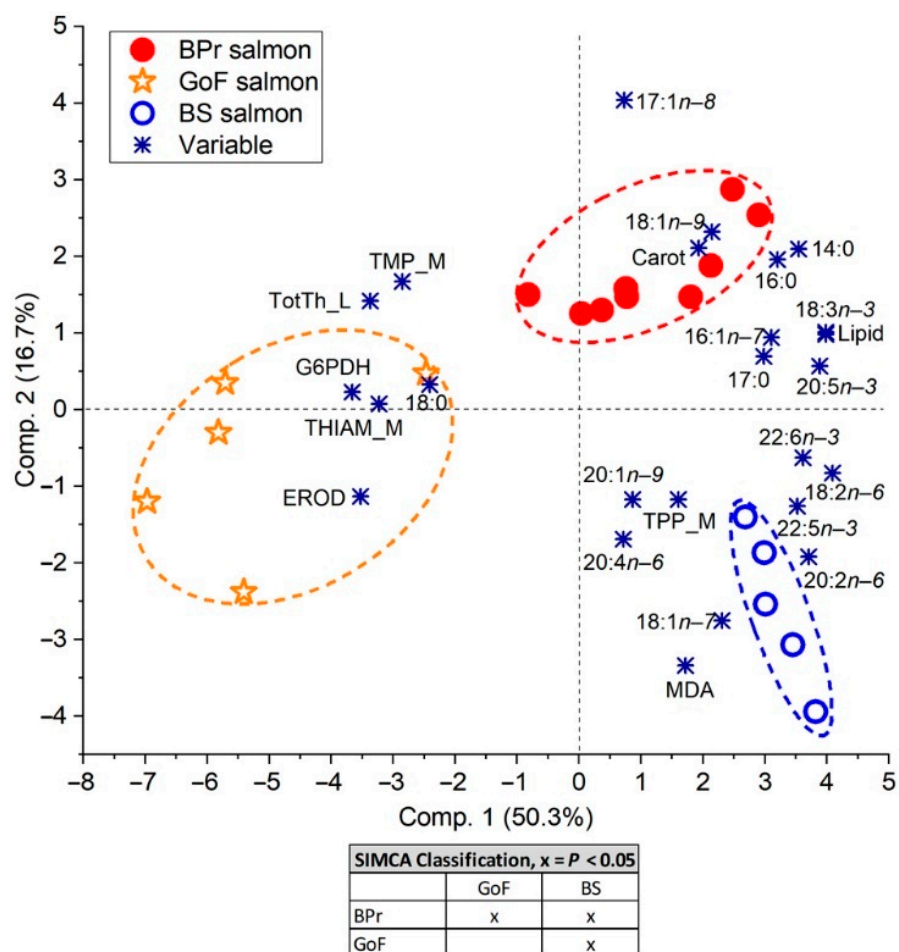 5
BPr salmon
GoF salmon
4
17:1n–8
BS salmon
Variable
3
18:1n–9
14:0
2
TMP_M
Carot
16:0
TotTh_L
18:3n–3
1
16:1n–7
Lipid
G6PDH
17:0
20:5n–3
18:0
0
THIAM_M
22:6n–3
20:1n–9
18:2n–6
–1
EROD
TPP_M
22:5n–3
20:4n–6
–2
20:2n–6
18:1n–7
–3
MDA
–4
Comp. 2 (16.7%)
–8 –7 –6 –5 –4 –3 –2 –1 0 1 2 3 4 5
Comp. 1 (50.3%)
SIMCA Classification, x = P < 0.05
GoF BS
BPr x x
GoF x